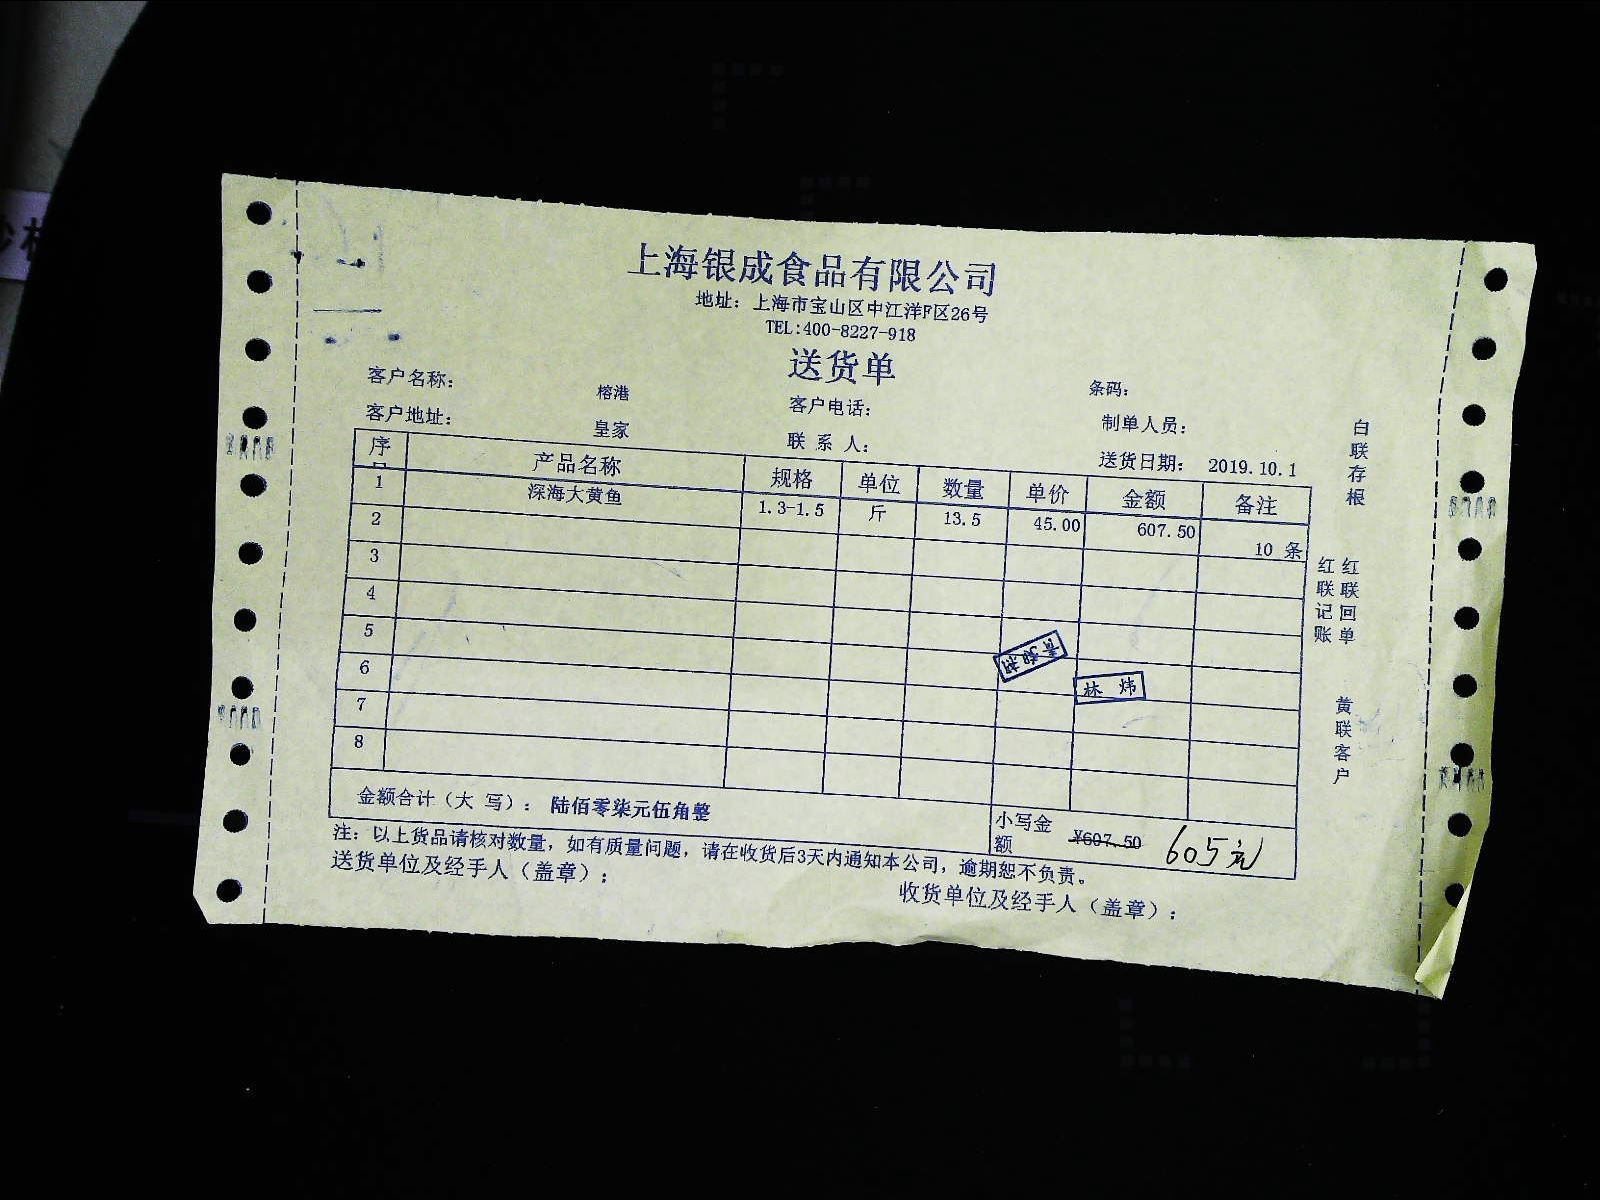 上海银成食品有限公司
地址：上海市宝山区中江洋F区26号
TEL:400-8227-918
送货单
客户名称： 榕港 客户电话： 条码：
客户地址： 皇家 联 系 人： 制单人员：
送货日期： 2019.10.1
序 产品名称 规格 单位 数量 单价 金额 备注
1 深海大黄鱼 1.3-1.5 斤 13.5 45.00 607.50 10 条
2
3
4
5
6
7
8
林 炜
金额合计（大 写）： 陆佰零柒元伍角整 小写金额 ¥607.50 605元
注：以上货品请核对数量，如有质量问题，请在收货后3天内通知本公司，逾期恕不负责。
送货单位及经手人（盖章）： 收货单位及经手人（盖章）：
白联存根
红联回单
红联记账
黄联客户